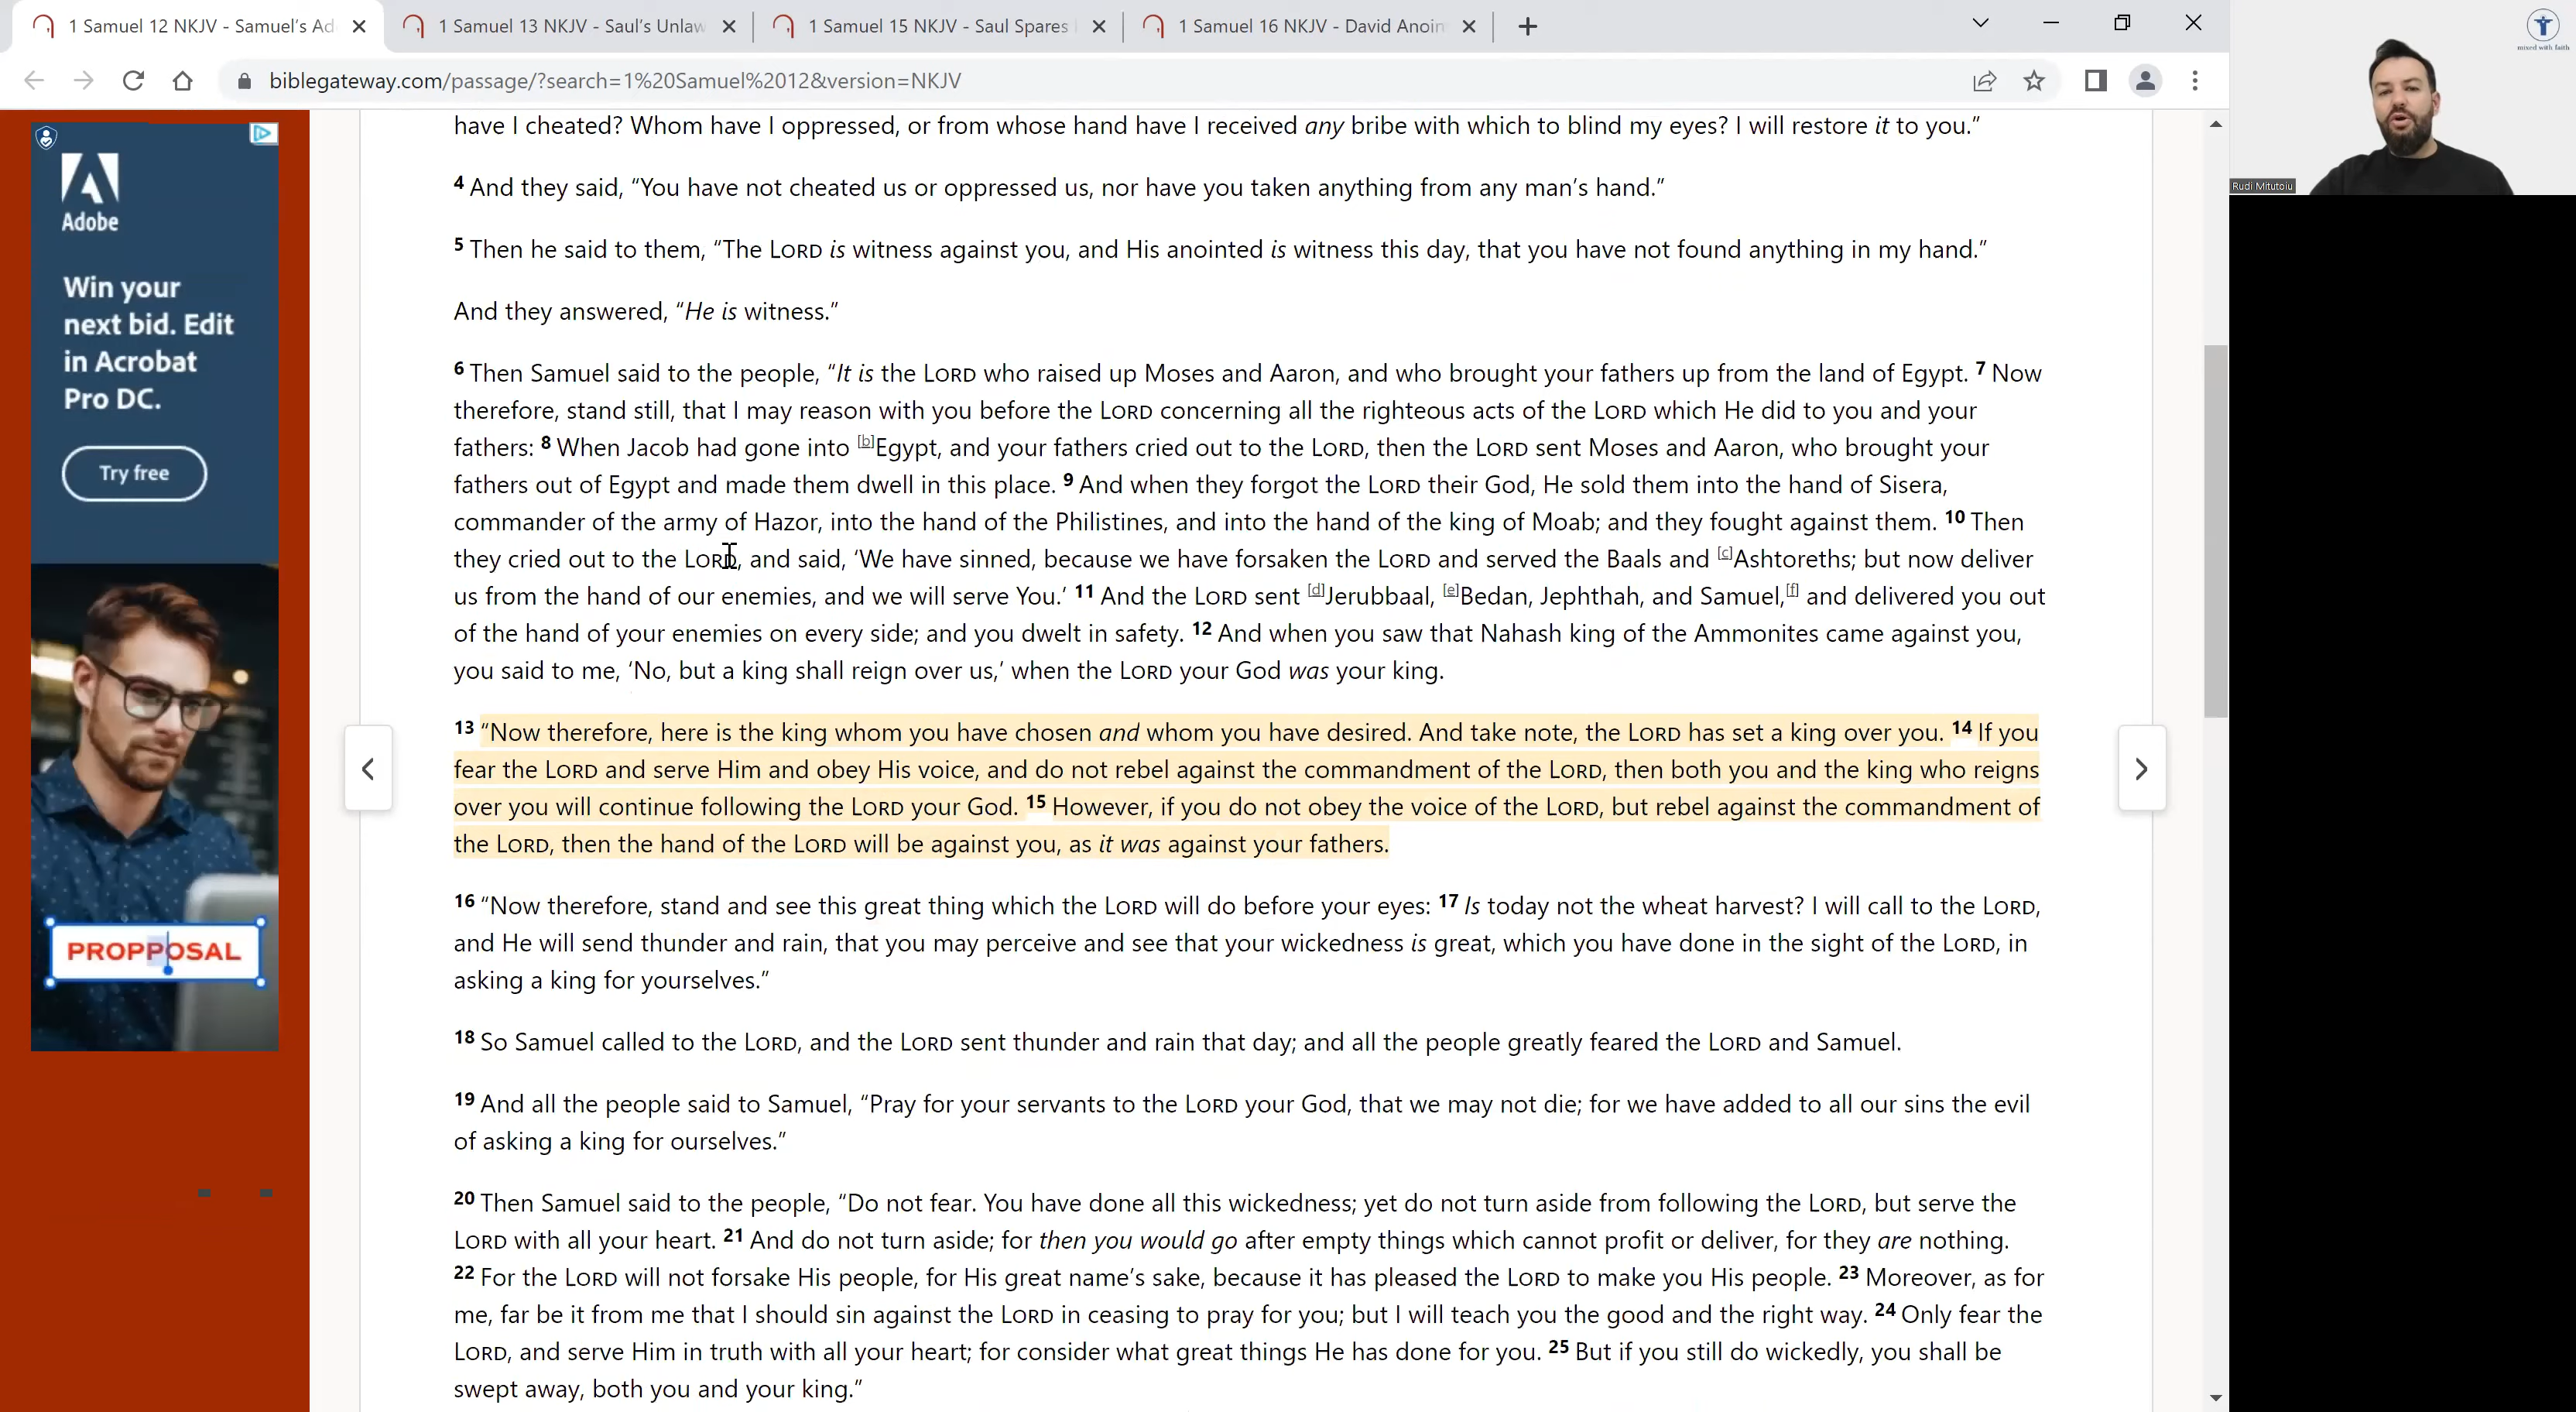 1 Samuel 12 NKJV - Samuel's Ad
1 Samuel 13 NKJV - Saul's Unlaw
1 Samuel 15 NKJV - Saul Spares
1 Samuel 16 NKJV - David Anoin
biblegateway.com/passage/?search=1%20Samuel%2012&version=NKJV
mixed with faith
Rudi Mitutoiu
Adobe
Win your
next bid. Edit
in Acrobat
Pro DC.
Try free
PROPPOSAL
have I cheated? Whom have I oppressed, or from whose hand have I received any bribe with which to blind my eyes? I will restore it to you.”
4 And they said, “You have not cheated us or oppressed us, nor have you taken anything from any man’s hand.”
5 Then he said to them, “The LORD is witness against you, and His anointed is witness this day, that you have not found anything in my hand.”
And they answered, “He is witness.”
6 Then Samuel said to the people, “It is the LORD who raised up Moses and Aaron, and who brought your fathers up from the land of Egypt. 7 Now
therefore, stand still, that I may reason with you before the LORD concerning all the righteous acts of the LORD which He did to you and your
fathers: 8 When Jacob had gone into [b]Egypt, and your fathers cried out to the LORD, then the LORD sent Moses and Aaron, who brought your
fathers out of Egypt and made them dwell in this place. 9 And when they forgot the LORD their God, He sold them into the hand of Sisera,
commander of the army of Hazor, into the hand of the Philistines, and into the hand of the king of Moab; and they fought against them. 10 Then
they cried out to the LORD, and said, ‘We have sinned, because we have forsaken the LORD and served the Baals and [c]Ashtoreths; but now deliver
us from the hand of our enemies, and we will serve You.’ 11 And the LORD sent [d]Jerubbaal, [e]Bedan, Jephthah, and Samuel,[f] and delivered you out
of the hand of your enemies on every side; and you dwelt in safety. 12 And when you saw that Nahash king of the Ammonites came against you,
you said to me, ‘No, but a king shall reign over us,’ when the LORD your God was your king.
13 “Now therefore, here is the king whom you have chosen and whom you have desired. And take note, the LORD has set a king over you. 14 If you
fear the LORD and serve Him and obey His voice, and do not rebel against the commandment of the LORD, then both you and the king who reigns
over you will continue following the LORD your God. 15 However, if you do not obey the voice of the LORD, but rebel against the commandment of
the LORD, then the hand of the LORD will be against you, as it was against your fathers.
16 “Now therefore, stand and see this great thing which the LORD will do before your eyes: 17 Is today not the wheat harvest? I will call to the LORD,
and He will send thunder and rain, that you may perceive and see that your wickedness is great, which you have done in the sight of the LORD, in
asking a king for yourselves.”
18 So Samuel called to the LORD, and the LORD sent thunder and rain that day; and all the people greatly feared the LORD and Samuel.
19 And all the people said to Samuel, “Pray for your servants to the LORD your God, that we may not die; for we have added to all our sins the evil
of asking a king for ourselves.”
20 Then Samuel said to the people, “Do not fear. You have done all this wickedness; yet do not turn aside from following the LORD, but serve the
LORD with all your heart. 21 And do not turn aside; for then you would go after empty things which cannot profit or deliver, for they are nothing.
22 For the LORD will not forsake His people, for His great name’s sake, because it has pleased the LORD to make you His people. 23 Moreover, as for
me, far be it from me that I should sin against the LORD in ceasing to pray for you; but I will teach you the good and the right way. 24 Only fear the
LORD, and serve Him in truth with all your heart; for consider what great things He has done for you. 25 But if you still do wickedly, you shall be
swept away, both you and your king.”